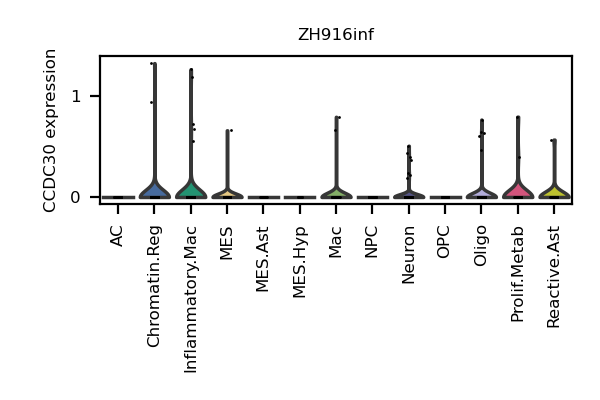 ZH916inf
CCDC30 expression
1
0
AC
Chromatin.Reg
Inflammatory.Mac
MES
MES.Ast
MES.Hyp
Mac
NPC
Neuron
OPC
Oligo
Prolif.Metab
Reactive.Ast